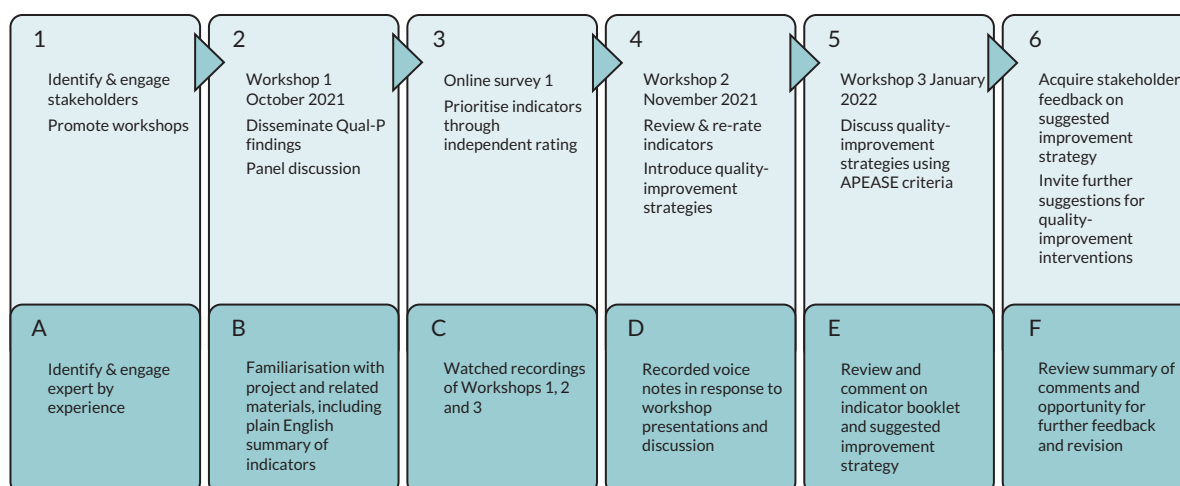 1
Identify & engage
stakeholders
Promote workshops
2
Workshop 1
October 2021
Disseminate Qual-P
findings
Panel discussion
3
Online survey 1
Prioritise indicators
through
independent rating
4
Workshop 2
November 2021
Review & re-rate
indicators
Introduce quality-
improvement
strategies
5
Workshop 3 January
2022
Discuss quality-
improvement
strategies using
APEASE criteria
6
Acquire stakeholder
feedback on
suggested
improvement
strategy
Invite further
suggestions for
quality-
improvement
interventions
A
Identify & engage
expert by
experience
B
Familiarisation with
project and related
materials, including
plain English
summary of
indicators
C
Watched recordings
of Workshops 1, 2
and 3
D
Recorded voice
notes in response to
workshop
presentations and
discussion
E
Review and
comment on
indicator booklet
and suggested
improvement
strategy
F
Review summary of
comments and
opportunity for
further feedback
and revision